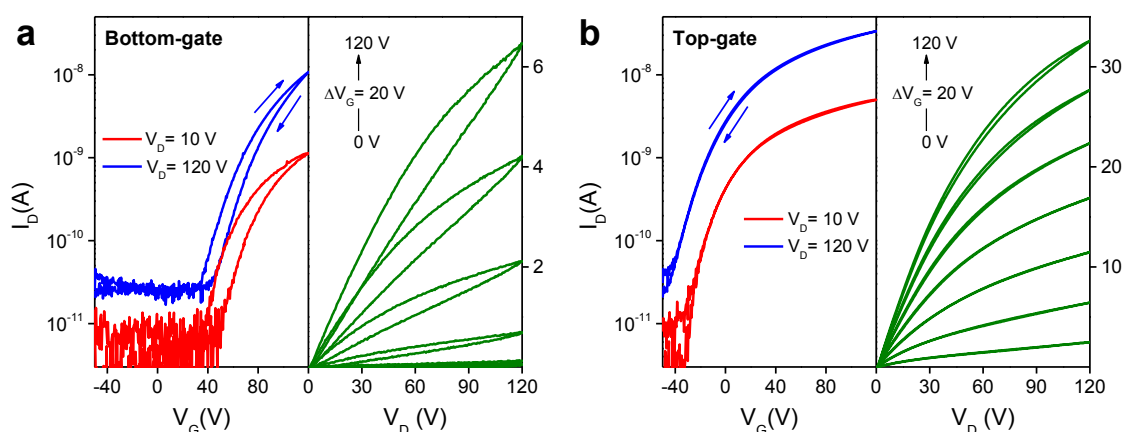 a
Bottom-gate
I_D(A)
10⁻⁸
10⁻⁹
10⁻¹⁰
10⁻¹¹
V_D= 10 V
V_D= 120 V
-50 -40 0 40 80
V_G(V)
120 V
ΔV_G= 20 V
0 V
6
4
2
0 30 60 90 120
V_D(V)
b
Top-gate
I_D(A)
10⁻⁸
10⁻⁹
10⁻¹⁰
10⁻¹¹
V_D= 10 V
V_D= 120 V
-50 -40 0 40 80
V_G(V)
120 V
ΔV_G= 20 V
0 V
30
20
10
0 30 60 90 120
V_D(V)